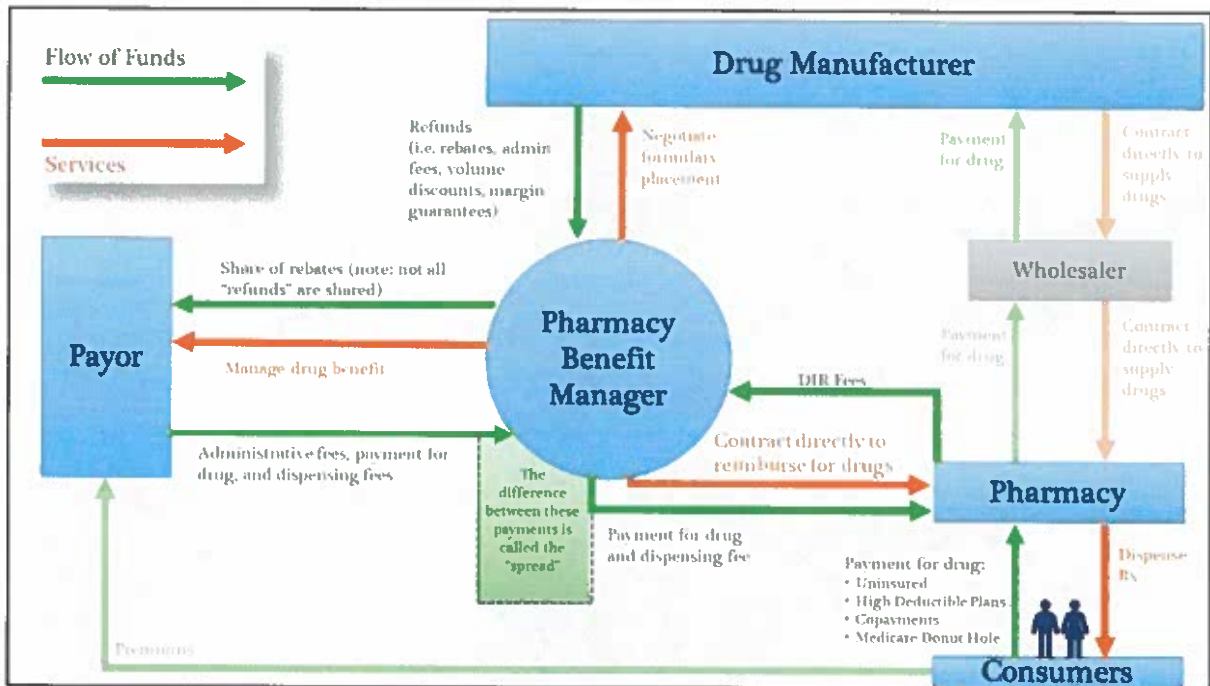 Flow of Funds
Services
Drug Manufacturer
Refunds
(i.e. rebates, admin
fees, volume
discounts, margin
guarantees)
Negotiate
formulary
placement
Payment
for drug
Contract
directly to
supply
drugs
Wholesaler
Share of rebates (note: not all
"refunds" are shared)
Payor
Manage drug benefit
Pharmacy
Benefit
Manager
Payment
for drug
Contract
directly to
supply
drugs
DIR Fees
Administrative fees, payment for
drug, and dispensing fees
The
difference
between these
payments is
called the
"spread"
Contract directly to
reimburse for drugs
Payment for drug
and dispensing fee
Pharmacy
Payment for drug:
• Uninsured
• High Deductible Plans
• Copayments
• Medicare Donut Hole
Dispense
Rx
Premiums
Consumers